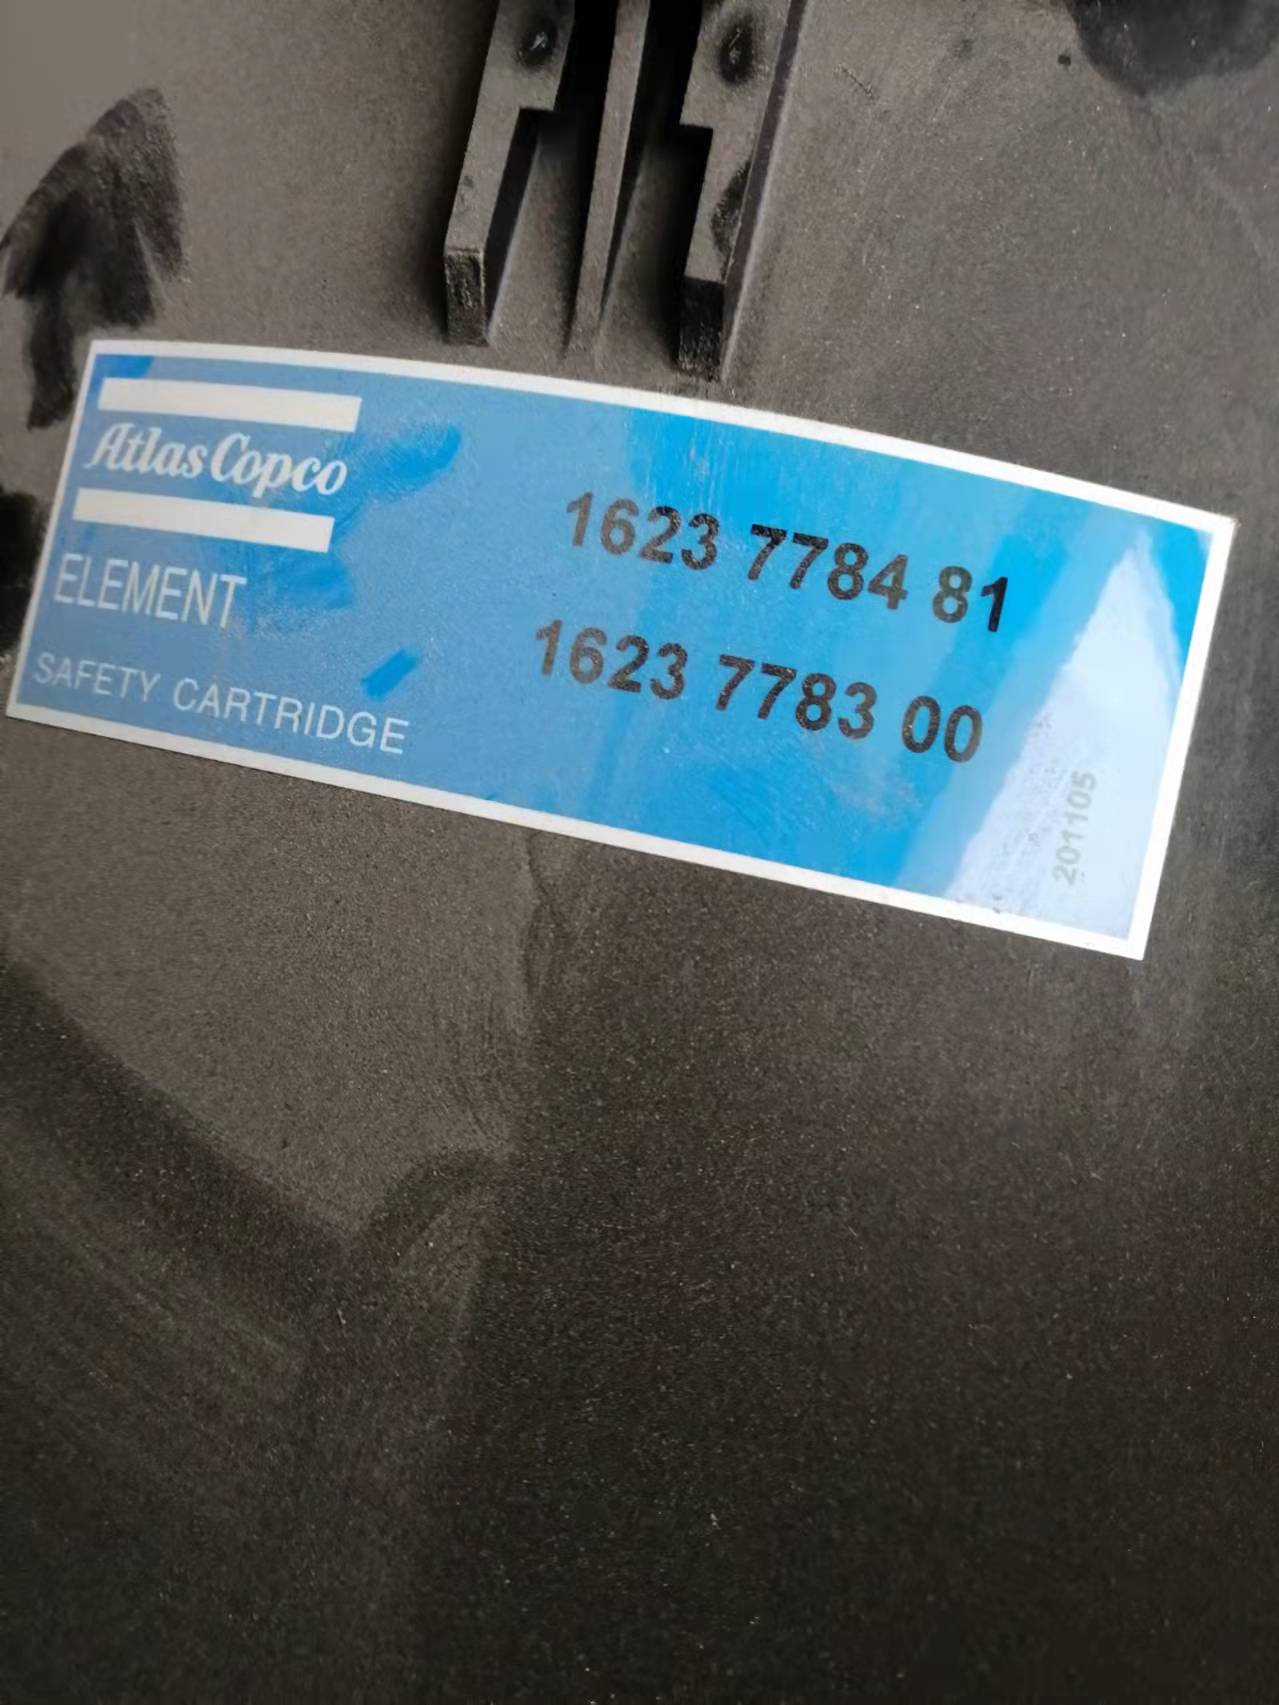 Atlas Copco
ELEMENT 1623 7784 81
SAFETY CARTRIDGE 1623 7783 00
201105